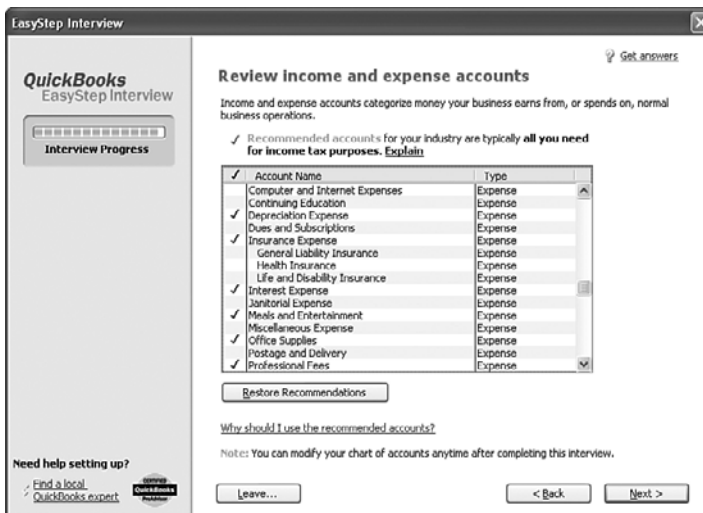 EasyStep Interview
QuickBooks
EasyStep Interview
Interview Progress
Need help setting up?
Find a local
QuickBooks expert
CERTIFIED
QuickBooks
ProAdvisor
Get answers
Review income and expense accounts
Income and expense accounts categorize money your business earns from, or spends on, normal
business operations.
✓ Recommended accounts for your industry are typically all you need
for income tax purposes. Explain
✓ Account Name Type
Computer and Internet Expenses Expense
Continuing Education Expense
✓ Depreciation Expense Expense
Dues and Subscriptions Expense
✓ Insurance Expense Expense
General Liability Insurance Expense
Health Insurance Expense
Life and Disability Insurance Expense
✓ Interest Expense Expense
Janitorial Expense Expense
✓ Meals and Entertainment Expense
Miscellaneous Expense Expense
✓ Office Supplies Expense
Postage and Delivery Expense
✓ Professional Fees Expense
Restore Recommendations
Why should I use the recommended accounts?
Note: You can modify your chart of accounts anytime after completing this interview.
Leave... < Back Next >